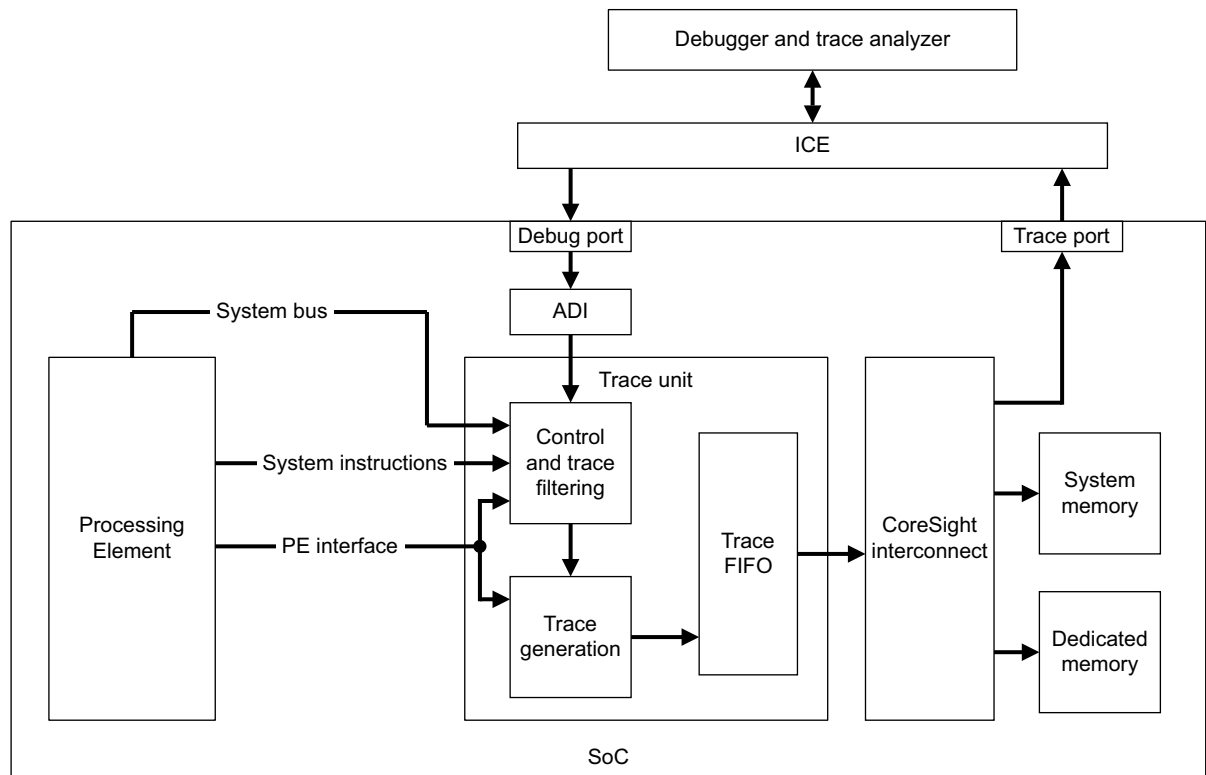 Debugger and trace analyzer
ICE
Debug port
Trace port
System bus
ADI
Trace unit
Control
and trace
filtering
System instructions
Processing
Element
PE interface
Trace
FIFO
CoreSight
interconnect
System
memory
Trace
generation
Dedicated
memory
SoC